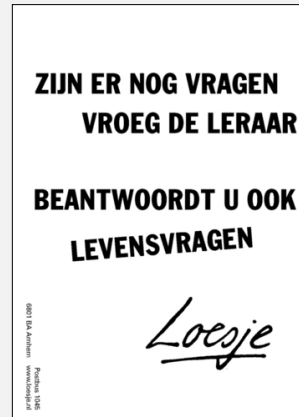 ZIJN ER NOG VRAGEN
VROEG DE LERAAR
BEANTWOORDT U OOK
LEVENSVRAGEN
Loesje
Postbus 1045
6801 BA Arnhem www.loesje.nl